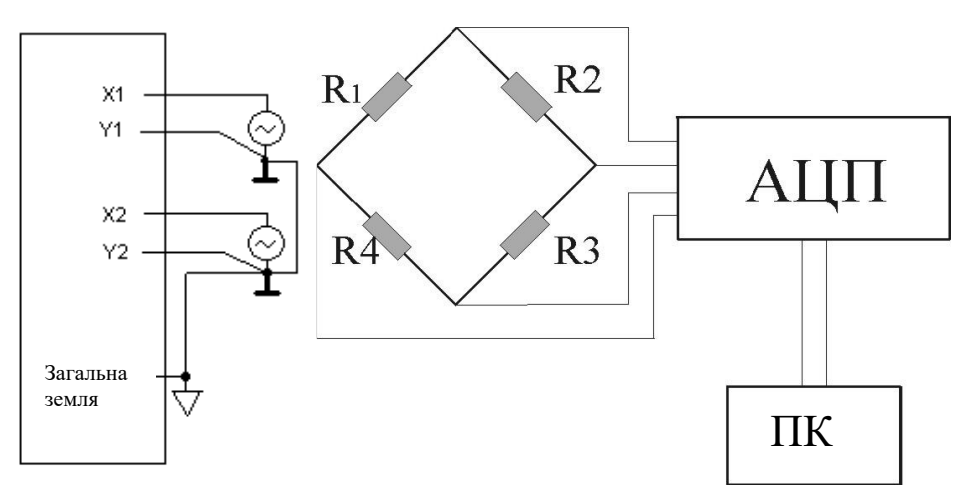 X1
Y1
X2
Y2
Загальна
земля
R1
R2
R4
R3
АЦП
ПК